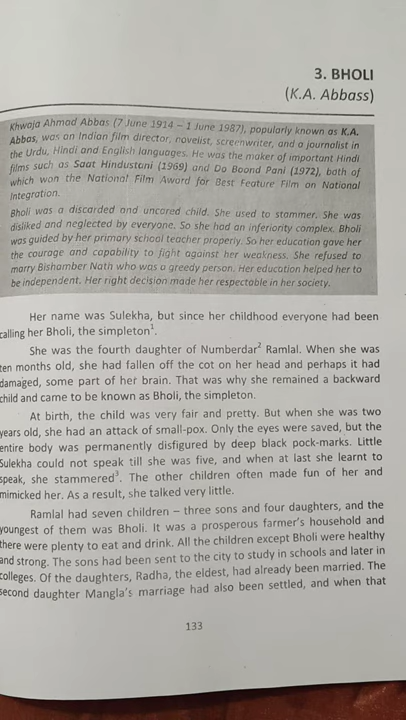 3. BHOLI
(K.A. Abbass)
Khwaja Ahmad Abbas (7 June 1914 – 1 June 1987), popularly known as K.A.
Abbas, was an Indian film director, novelist, screenwriter, and a journalist in
the Urdu, Hindi and English languages. He was the maker of important Hindi
films such as Saat Hindustani (1969) and Do Boond Pani (1972), both of
which won the National Film Award for Best Feature Film on National
Integration.
Bholi was a discarded and uncared child. She used to stammer. She was
disliked and neglected by everyone. So she had an inferiority complex. Bholi
was guided by her primary school teacher properly. So her education gave her
the courage and capability to fight against her weakness. She refused to
marry Bishamber Nath who was a greedy person. Her education helped her to
be independent. Her right decision made her respectable in her society.
Her name was Sulekha, but since her childhood everyone had been
calling her Bholi, the simpleton¹.
She was the fourth daughter of Numberdar² Ramlal. When she was
ten months old, she had fallen off the cot on her head and perhaps it had
damaged, some part of her brain. That was why she remained a backward
child and came to be known as Bholi, the simpleton.
At birth, the child was very fair and pretty. But when she was two
years old, she had an attack of small-pox. Only the eyes were saved, but the
entire body was permanently disfigured by deep black pock-marks. Little
Sulekha could not speak till she was five, and when at last she learnt to
speak, she stammered³. The other children often made fun of her and
mimicked her. As a result, she talked very little.
Ramlal had seven children – three sons and four daughters, and the
youngest of them was Bholi. It was a prosperous farmer's household and
there were plenty to eat and drink. All the children except Bholi were healthy
and strong. The sons had been sent to the city to study in schools and later in
colleges. Of the daughters, Radha, the eldest, had already been married. The
second daughter Mangla's marriage had also been settled, and when that
133